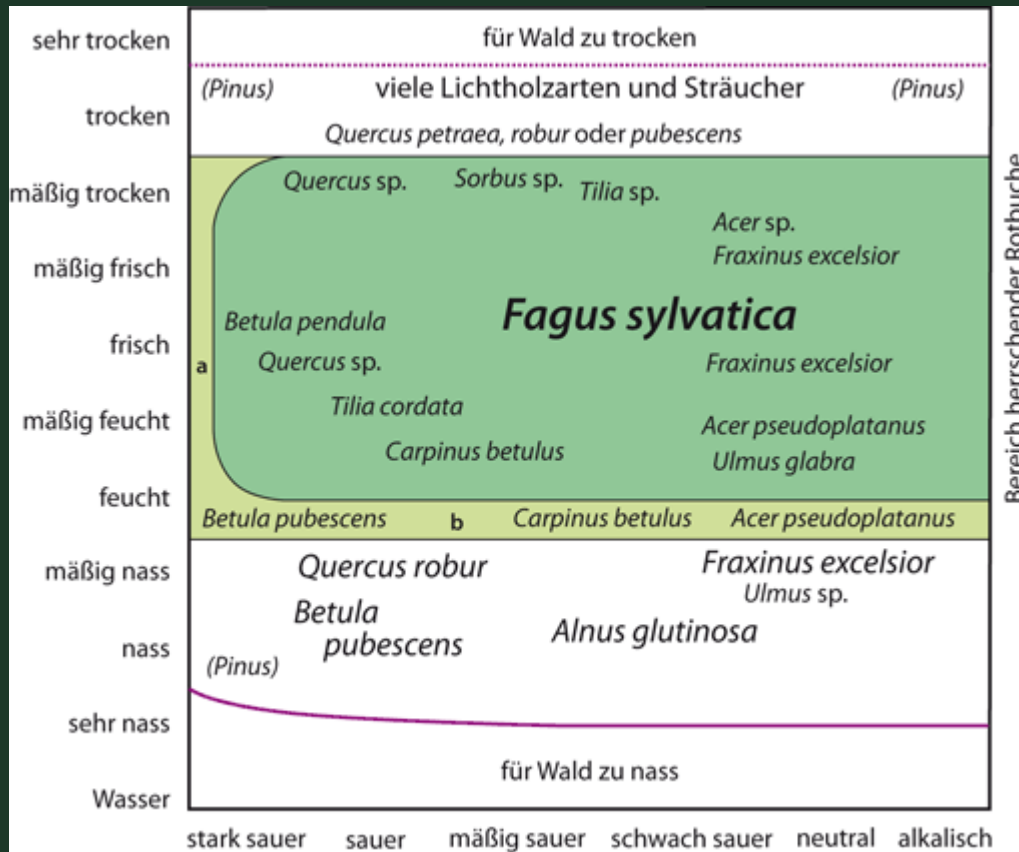 sehr trocken
für Wald zu trocken
(Pinus)
viele Lichtholzarten und Sträucher
(Pinus)
trocken
Quercus petraea, robur oder pubescens
mäßig trocken
Quercus sp.
Sorbus sp.
Tilia sp.
Acer sp.
mäßig frisch
Fraxinus excelsior
Betula pendula
Fagus sylvatica
frisch
a
Quercus sp.
Fraxinus excelsior
Tilia cordata
mäßig feucht
Acer pseudoplatanus
Carpinus betulus
Ulmus glabra
feucht
Betula pubescens
b
Carpinus betulus
Acer pseudoplatanus
mäßig nass
Quercus robur
Fraxinus excelsior
Ulmus sp.
Betula
pubescens
Alnus glutinosa
nass
(Pinus)
sehr nass
für Wald zu nass
Wasser
stark sauer
sauer
mäßig sauer
schwach sauer
neutral
alkalisch
Bereich herrschender Rotbuche